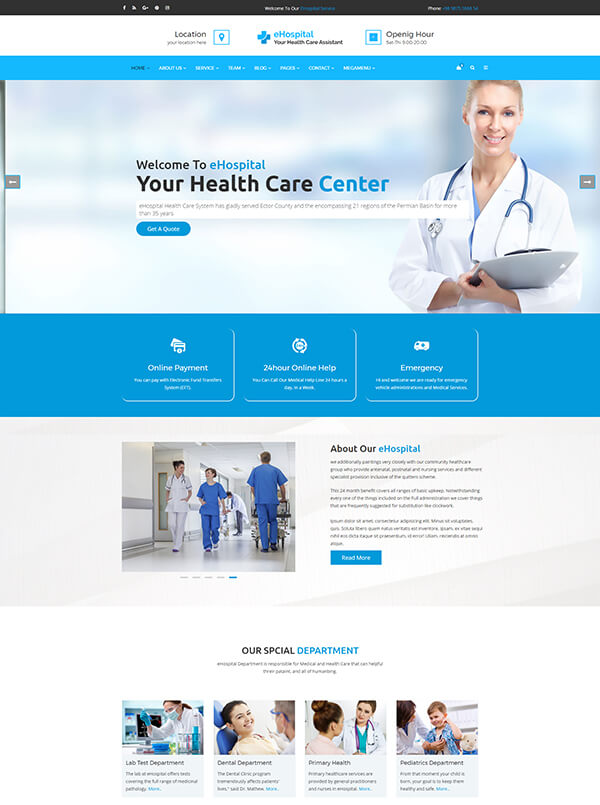 Welcome To Our eHospital Service
Phone:
Location
your location here
eHospital
Your Health Care Assistant
Openig Hour
Sat-Th 9:00-20:00
HOME
ABOUT US
SERVICE
TEAM
BLOG
PAGES
CONTACT
MEGAMENU
Welcome To eHospital
Your Health Care Center
eHospital Health Care System has gladly served Ector County and the encompassing 21 regions of the Permian Basin for more
than 35 years
Get A Quote
Online Payment
You can pay with Electronic Fund Transfers
System (EFT).
24hour Online Help
You Can Call Our Medical Help Line 24 hours a
day, in a Week.
Emergency
Hi and welcome we are ready for emergency
vehicle administrations and Medical Services.
About Our eHospital
we additionally paintings very closely with our community healthcare
group who provide antenatal, postnatal and nursing services and different
specialist provision inclusive of the quttern scheme.
This 24 month benefit covers all ranges of basic upkeep. Notwithstanding
every one of the things included on the full administration we cover things
that are frequently suggested for substitution like clockwork.
Ipsum dolor sit amet, consectetur adipisicing elit. Minus sit voluptates,
quis. Soluta libero quam natus veritatis est inventore, ipsam, ex vitae sequi
nihil eos dicta itaque sit praesentium, id error! Ullam, reiciendis at omnis
atque.
Read More
OUR SPCIAL DEPARTMENT
eHospital Department is responsible for Medical and Health Care that can helpful
their pataint, and all of humanbing.
Lab Test Department
The lab at ehospital offers tests
covering the full range of medical
pathology. More..
Dental Department
The Dental Clinic program
tremendously affects patients'
lives," said Dr. Mathew. More..
Primary Health
Primary healthcare services are
provided by general practitioners
and nurses in ehospital. More..
Pediatrics Department
From that moment your child is
born, your goal is to keep them
healthy and safe. More..